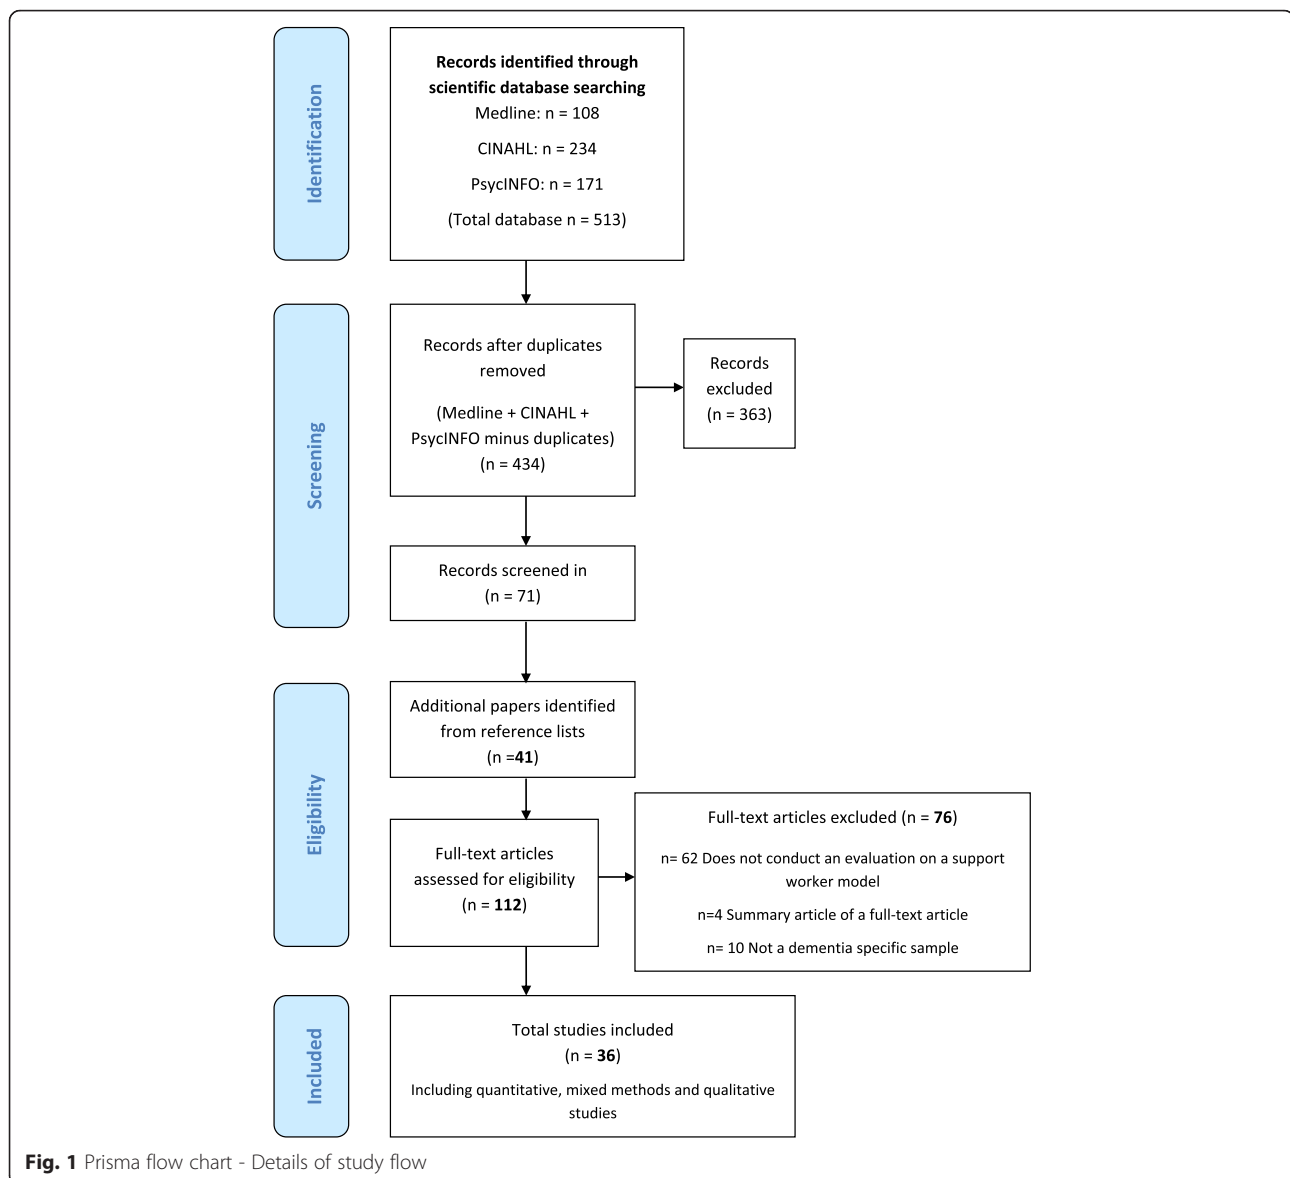 Identification
Records identified through
scientific database searching
Medline: n = 108
CINAHL: n = 234
PsycINFO: n = 171
(Total database n = 513)
Screening
Records after duplicates
removed
(Medline + CINAHL +
PsycINFO minus duplicates)
(n = 434)
Records
excluded
(n = 363)
Records screened in
(n = 71)
Eligibility
Additional papers identified
from reference lists
(n =41)
Full-text articles
assessed for eligibility
(n = 112)
Full-text articles excluded (n = 76)
n= 62 Does not conduct an evaluation on a support
worker model
n=4 Summary article of a full-text article
n= 10 Not a dementia specific sample
Included
Total studies included
(n = 36)
Including quantitative, mixed methods and qualitative
studies
Fig. 1 Prisma flow chart - Details of study flow